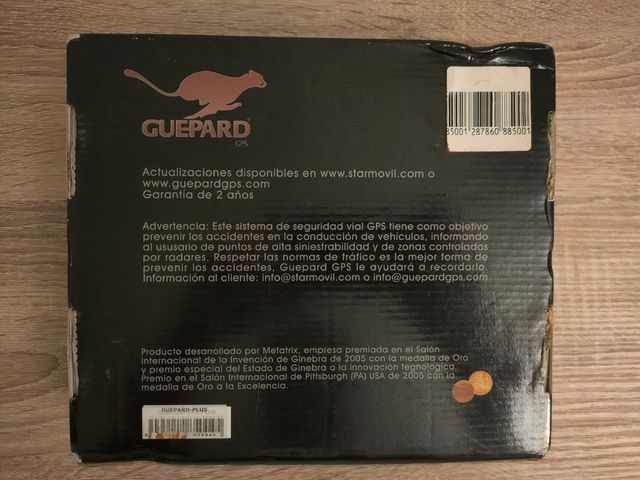 GUEPARD
GPS
85001 287860 885001
Actualizaciones disponibles en www.starmovil.com o
www.guepardgps.com
Garantía de 2 años
Advertencia: Este sistema de seguridad vial GPS tiene como objetivo
prevenir los accidentes en la conducción de vehículos, informando
al ususario de puntos de alta siniestrabilidad y de zonas controladas
por radares. Respetar las normas de tráfico es la mejor forma de
prevenir los accidentes, Guepard GPS le ayudará a recordarlo.
Información al cliente: info@starmovil.com o info@guepardgps.com
Producto desarrollado por Metatrix, empresa premiada en el Salón
Internacional de la Invención de Ginebra de 2005 con la medalla de Oro
y premio especial del Estado de Ginebra a la innovación tegnologica
Premio en el Salón Internacional de Pittsburgh (PA) USA de 2005 con la
medalla de Oro a la Excelencia.
GUEPARD-PLUS